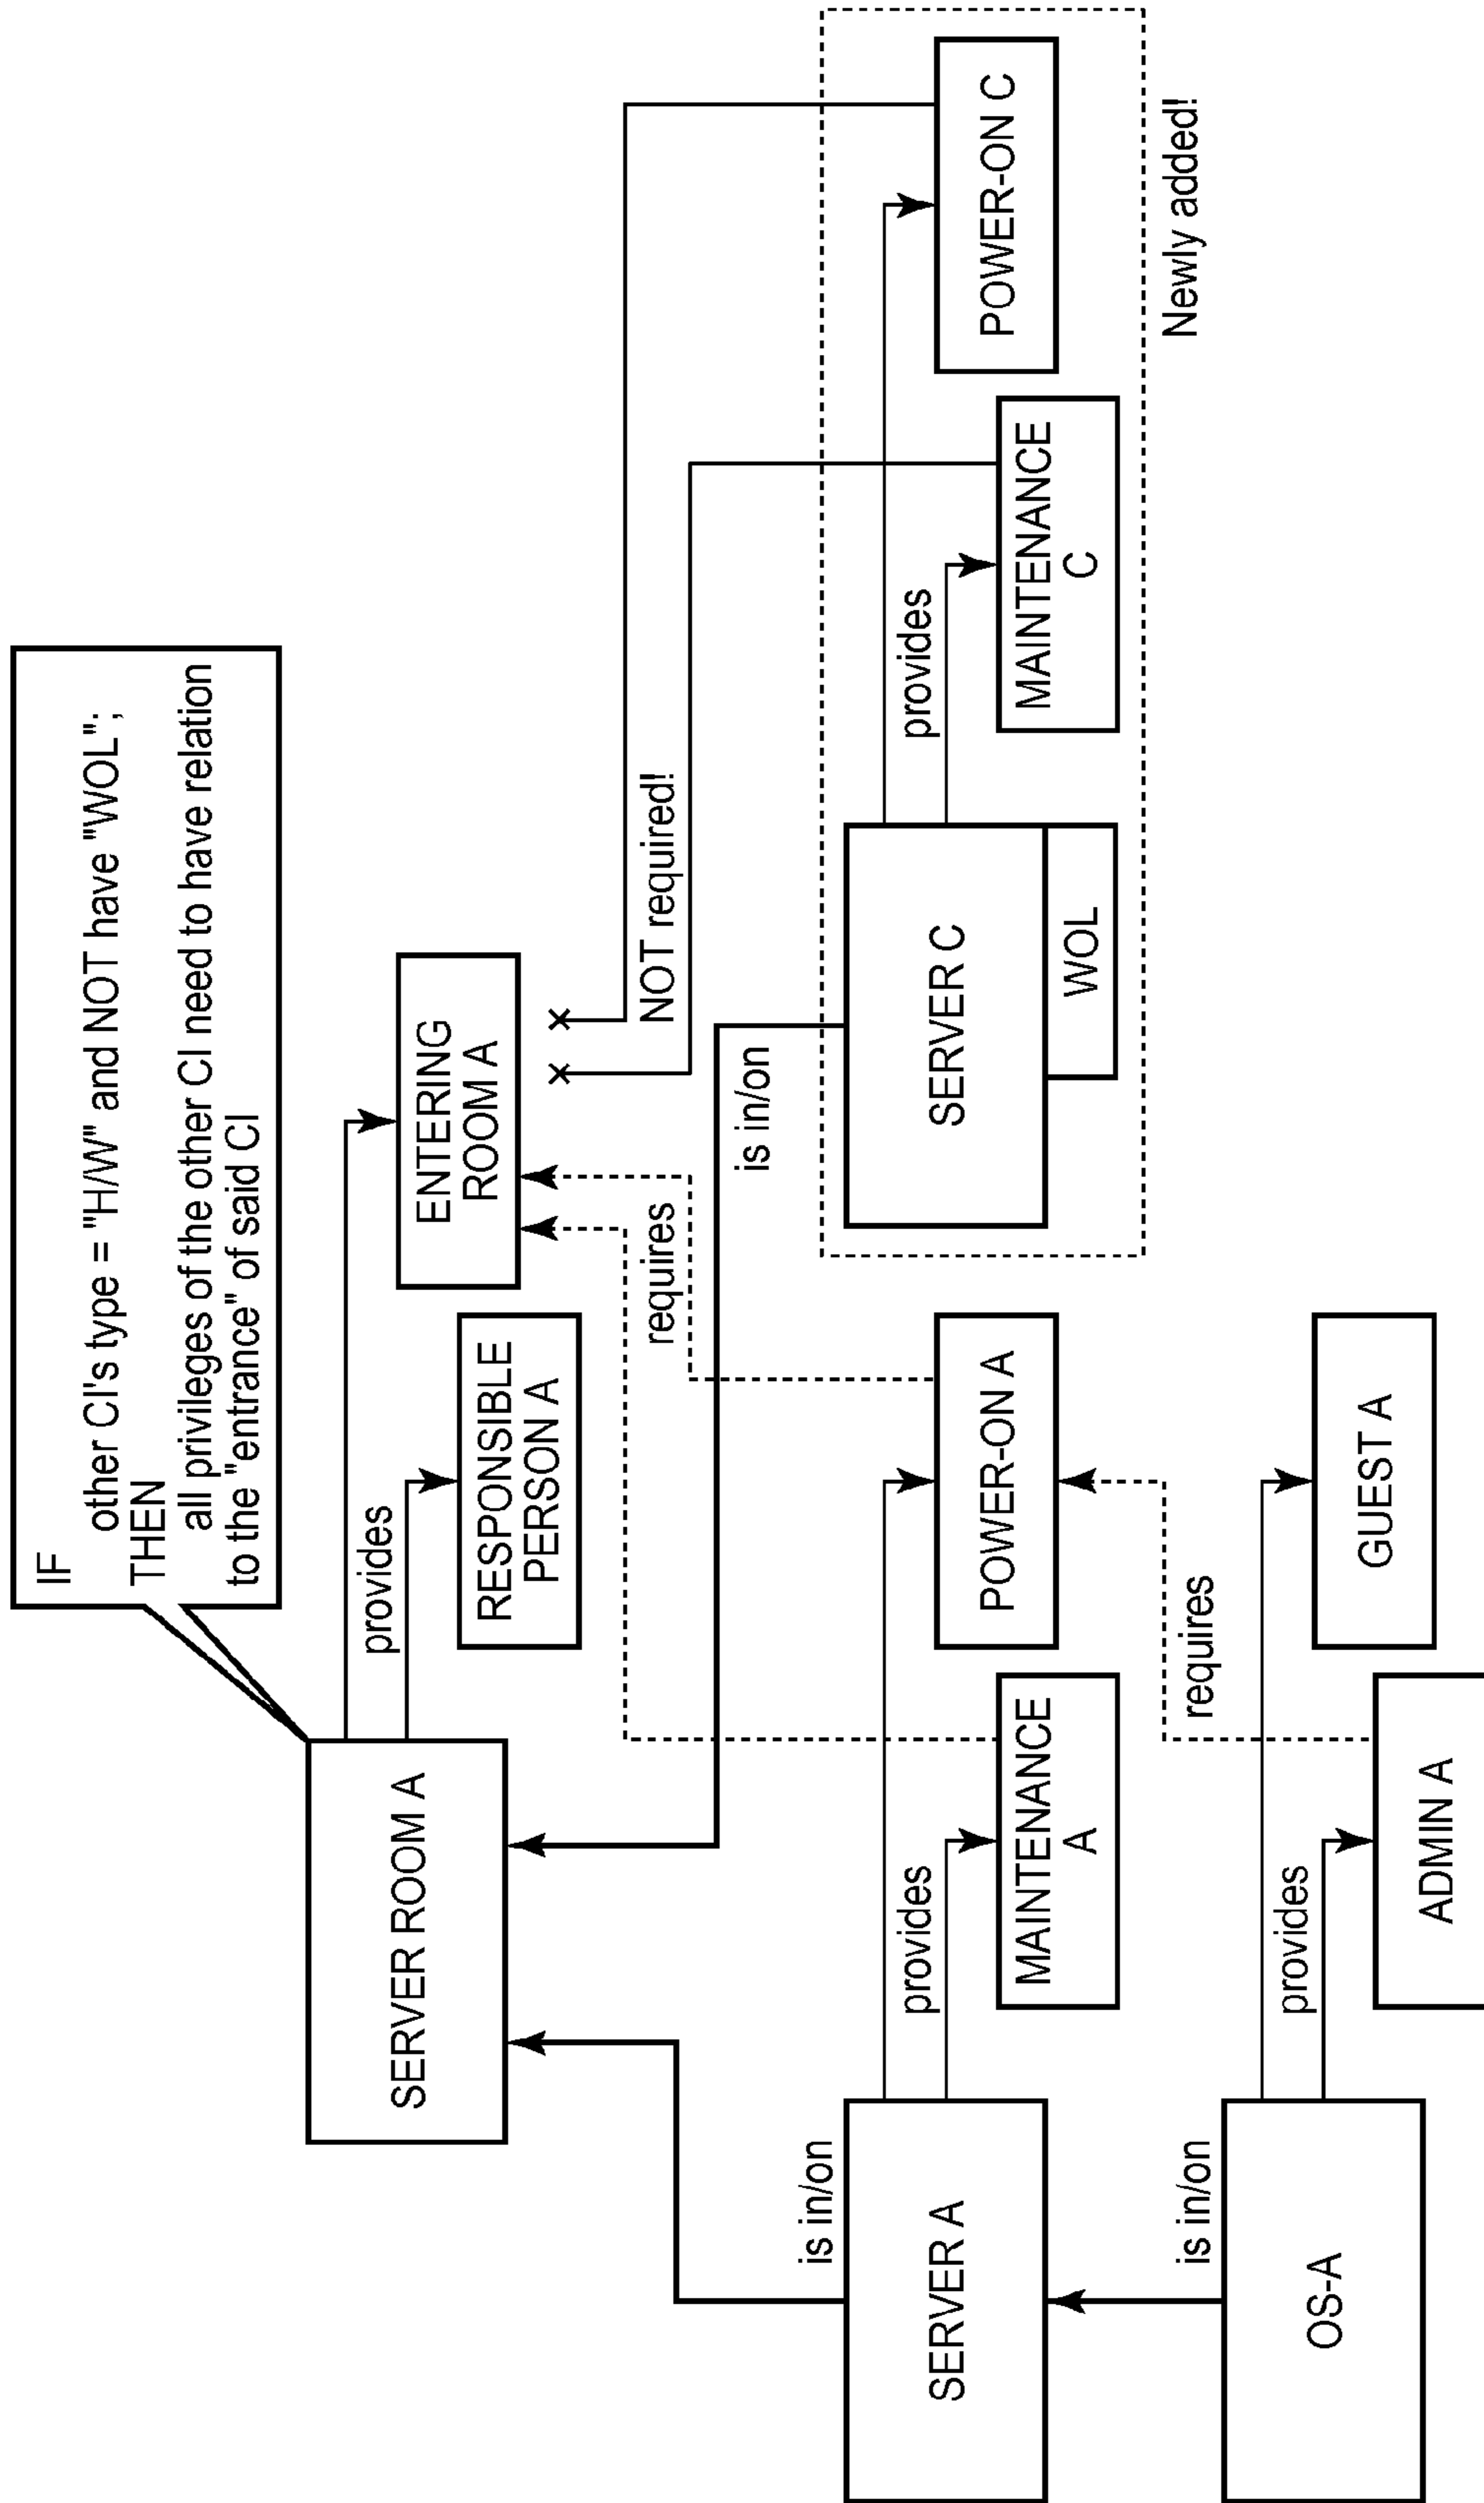 IF
other CI's type = "H/W" and NOT have "WOL";
THEN
all privileges of the other CI need to have relation
to the "entrance" of said CI
SERVER ROOM A
provides
ENTERING
ROOM A
RESPONSIBLE
PERSON A
requires
NOT required!
is in/on
is in/on
SERVER A
provides
POWER-ON A
MAINTENANCE
A
SERVER C
WOL
provides
POWER-ON C
MAINTENANCE
C
Newly added!
is in/on
OS-A
provides
requires
GUEST A
ADMIN A